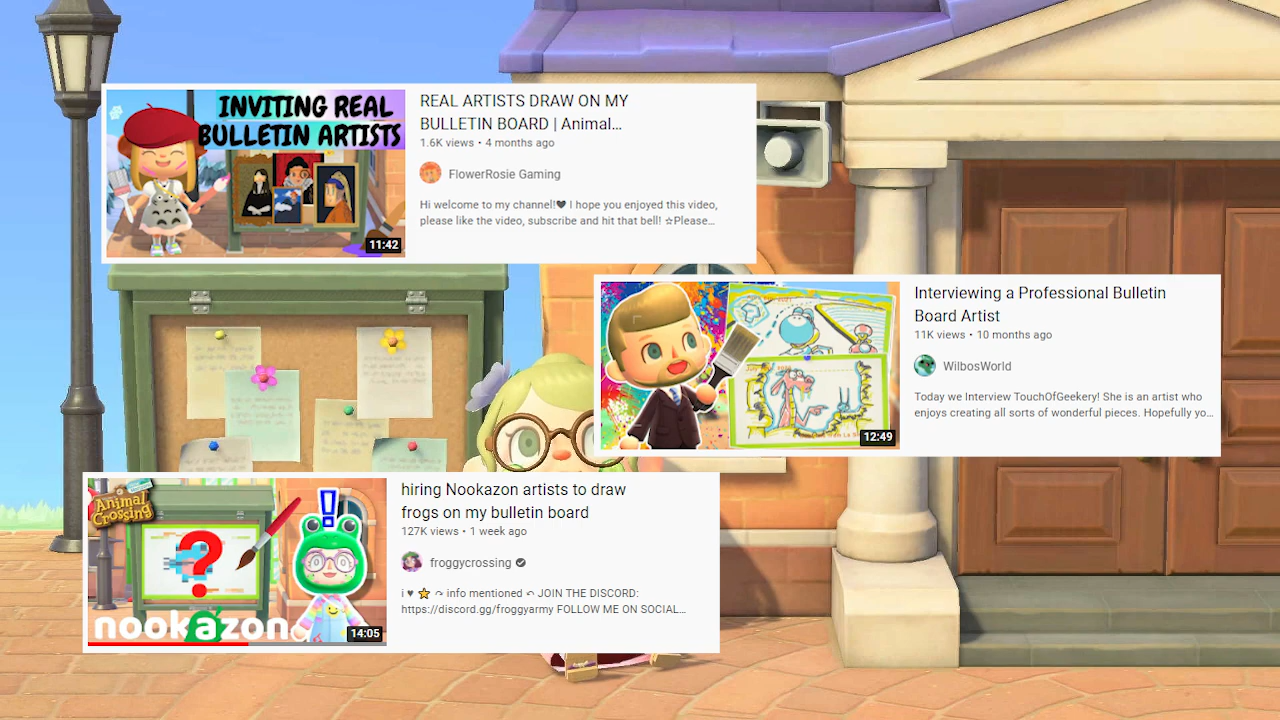 INVITING REAL
BULLETIN ARTISTS
11:42
REAL ARTISTS DRAW ON MY
BULLETIN BOARD | Animal...
1.6K views • 4 months ago
FlowerRosie Gaming
Hi welcome to my channel!♥ I hope you enjoyed this video,
please like the video, subscribe and hit that bell! ☆Please...
12:49
Interviewing a Professional Bulletin
Board Artist
11K views • 10 months ago
WilbosWorld
Today we Interview TouchOfGeekery! She is an artist who
enjoys creating all sorts of wonderful pieces. Hopefully yo...
Animal
Crossing
?
!
nookazon
14:05
hiring Nookazon artists to draw
frogs on my bulletin board
127K views • 1 week ago
froggycrossing
i ♥ ⭐ ↷ info mentioned ↶ JOIN THE DISCORD:
https://discord.gg/froggyarmy FOLLOW ME ON SOCIAL...